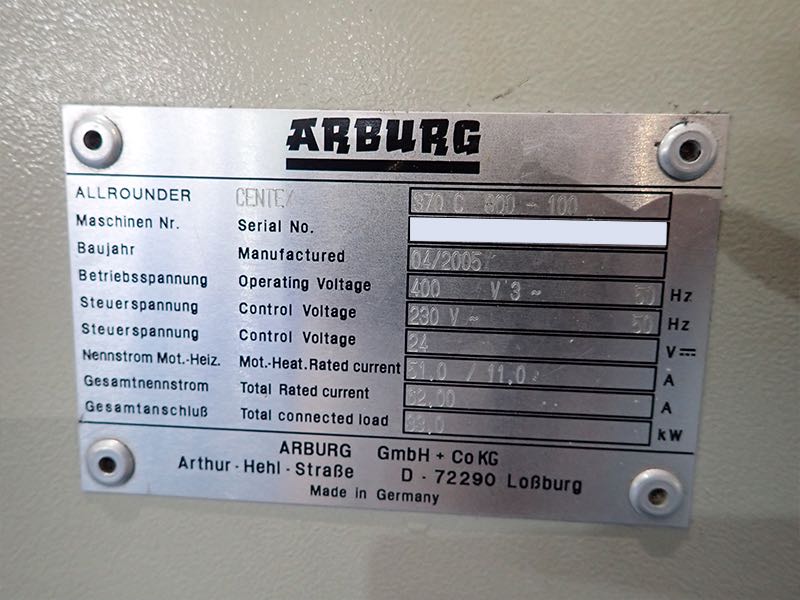 ARBURG
ALLROUNDER 370 C 800 - 100
Maschinen Nr. Serial No.
Baujahr Manufactured 04/2005
Betriebsspannung Operating Voltage 400 V 3 ~ 50 Hz
Steuerspannung Control Voltage 230 V ~ 50 Hz
Steuerspannung Control Voltage 24 V ⎓
Nennstrom Mot.-Heiz. Mot.-Heat. Rated current 51.0 / 11.0 A
Gesamtnennstrom Total Rated current 62.00 A
Gesamtanschluß Total connected load kW
ARBURG GmbH + Co KG
Arthur - Hehl - Straße D - 72290 Loßburg
Made in Germany